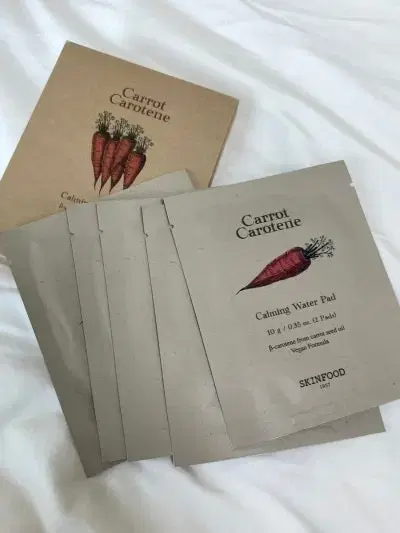 Carrot
Carotene
Carrot
Carotene
Calming Water Pad
10 g / 0.35 oz. (2 Pads)
β-carotene from carrot seed oil
Vegan Formula
SKINFOOD
1957